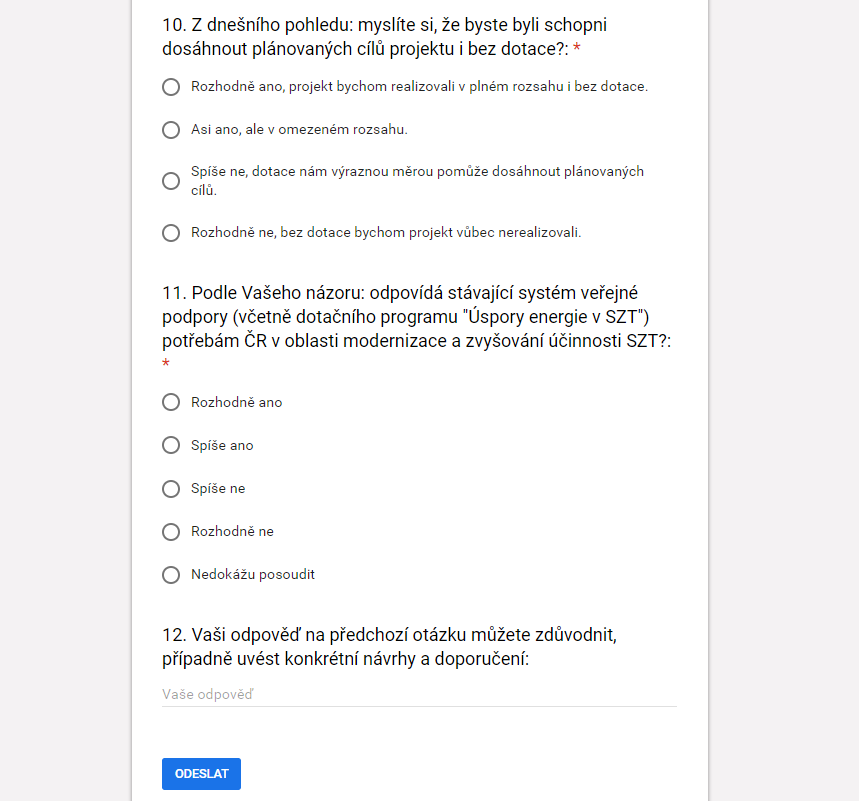 10. Z dnešního pohledu: myslíte si, že byste byli schopni
dosáhnout plánovaných cílů projektu i bez dotace?: *
Rozhodně ano, projekt bychom realizovali v plném rozsahu i bez dotace.
Asi ano, ale v omezeném rozsahu.
Spíše ne, dotace nám výraznou měrou pomůže dosáhnout plánovaných
cílů.
Rozhodně ne, bez dotace bychom projekt vůbec nerealizovali.
11. Podle Vašeho názoru: odpovídá stávající systém veřejné
podpory (včetně dotačního programu "Úspory energie v SZT")
potřebám ČR v oblasti modernizace a zvyšování účinnosti SZT?:
*
Rozhodně ano
Spíše ano
Spíše ne
Rozhodně ne
Nedokážu posoudit
12. Vaši odpověď na předchozí otázku můžete zdůvodnit,
případně uvést konkrétní návrhy a doporučení:
Vaše odpověď
ODESLAT